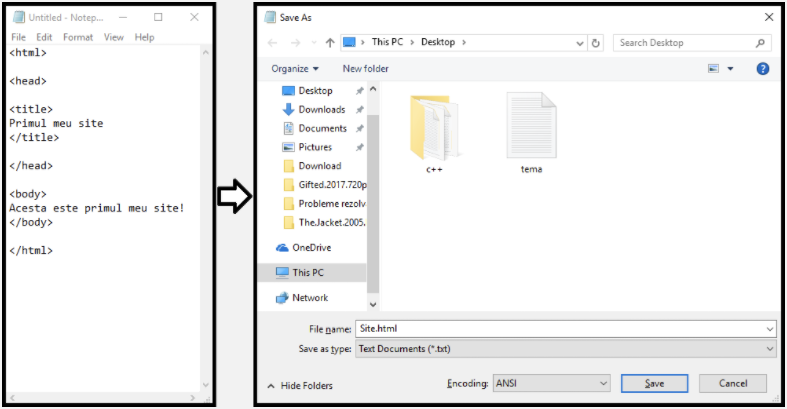 Untitled - Notep...
File Edit Format View Help
<html>
<head>
<title>
Primul meu site
</title>
</head>
<body>
Acesta este primul meu site!
</body>
</html>
Save As
This PC > Desktop >
Search Desktop
Organize
New folder
Desktop
Downloads
Documents
Pictures
Download
Gifted.2017.720p
Probleme rezolv
TheJacket.2005.
OneDrive
This PC
Network
c++
tema
File name: Site.html
Save as type: Text Documents (*.txt)
Hide Folders
Encoding: ANSI
Save
Cancel